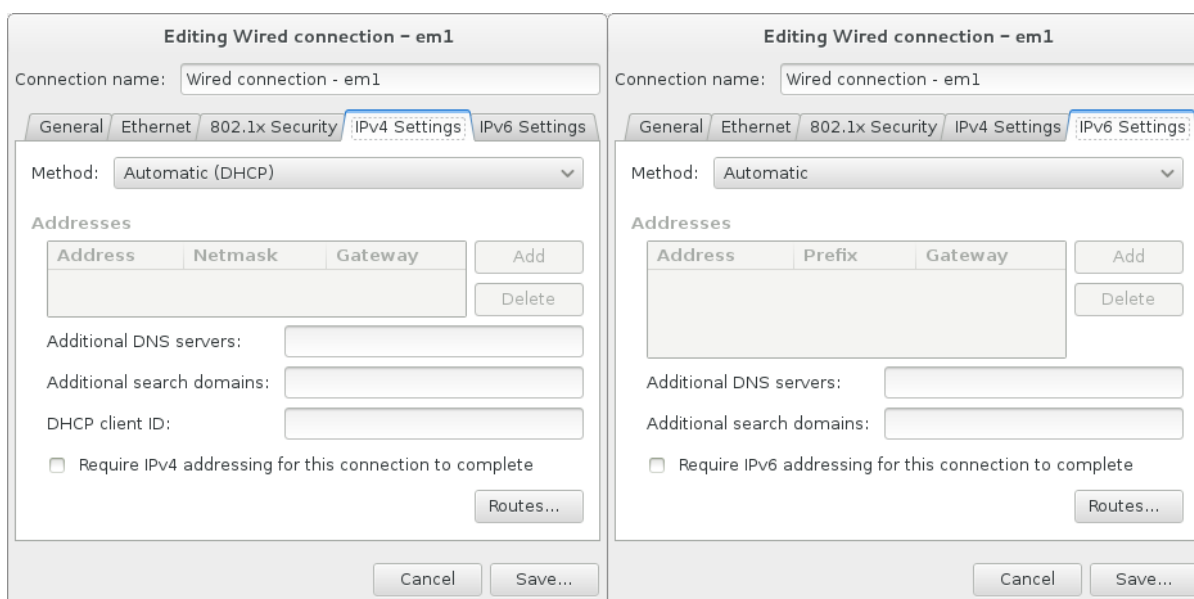 Editing Wired connection – em1
Connection name: Wired connection - em1
General Ethernet 802.1x Security IPv4 Settings IPv6 Settings
Method: Automatic (DHCP)
Addresses
Address Netmask Gateway Add
Delete
Additional DNS servers:
Additional search domains:
DHCP client ID:
Require IPv4 addressing for this connection to complete
Routes...
Cancel Save...
Editing Wired connection – em1
Connection name: Wired connection - em1
General Ethernet 802.1x Security IPv4 Settings IPv6 Settings
Method: Automatic
Addresses
Address Prefix Gateway Add
Delete
Additional DNS servers:
Additional search domains:
Require IPv6 addressing for this connection to complete
Routes...
Cancel Save...